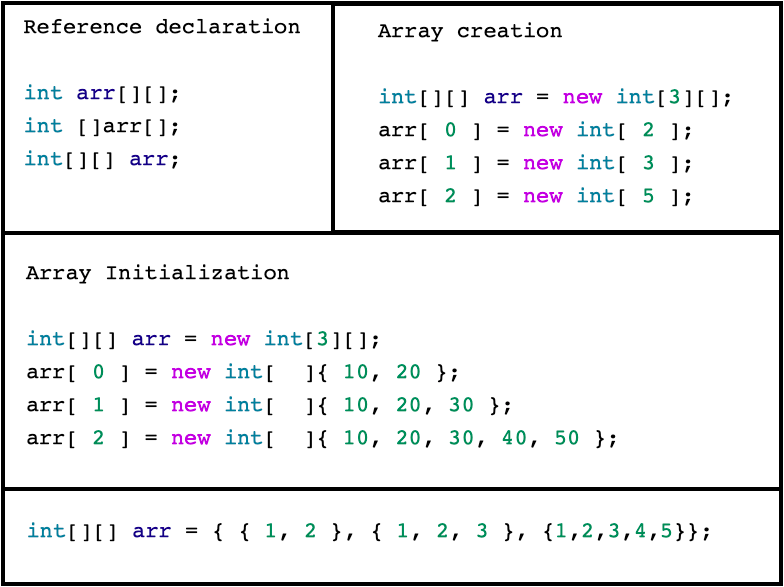 Reference declaration
int arr[][];
int []arr[];
int[][] arr;
Array creation
int[][] arr = new int[3][];
arr[ 0 ] = new int[ 2 ];
arr[ 1 ] = new int[ 3 ];
arr[ 2 ] = new int[ 5 ];
Array Initialization
int[][] arr = new int[3][];
arr[ 0 ] = new int[  ]{ 10, 20 };
arr[ 1 ] = new int[  ]{ 10, 20, 30 };
arr[ 2 ] = new int[  ]{ 10, 20, 30, 40, 50 };
int[][] arr = { { 1, 2 }, { 1, 2, 3 }, {1,2,3,4,5}};